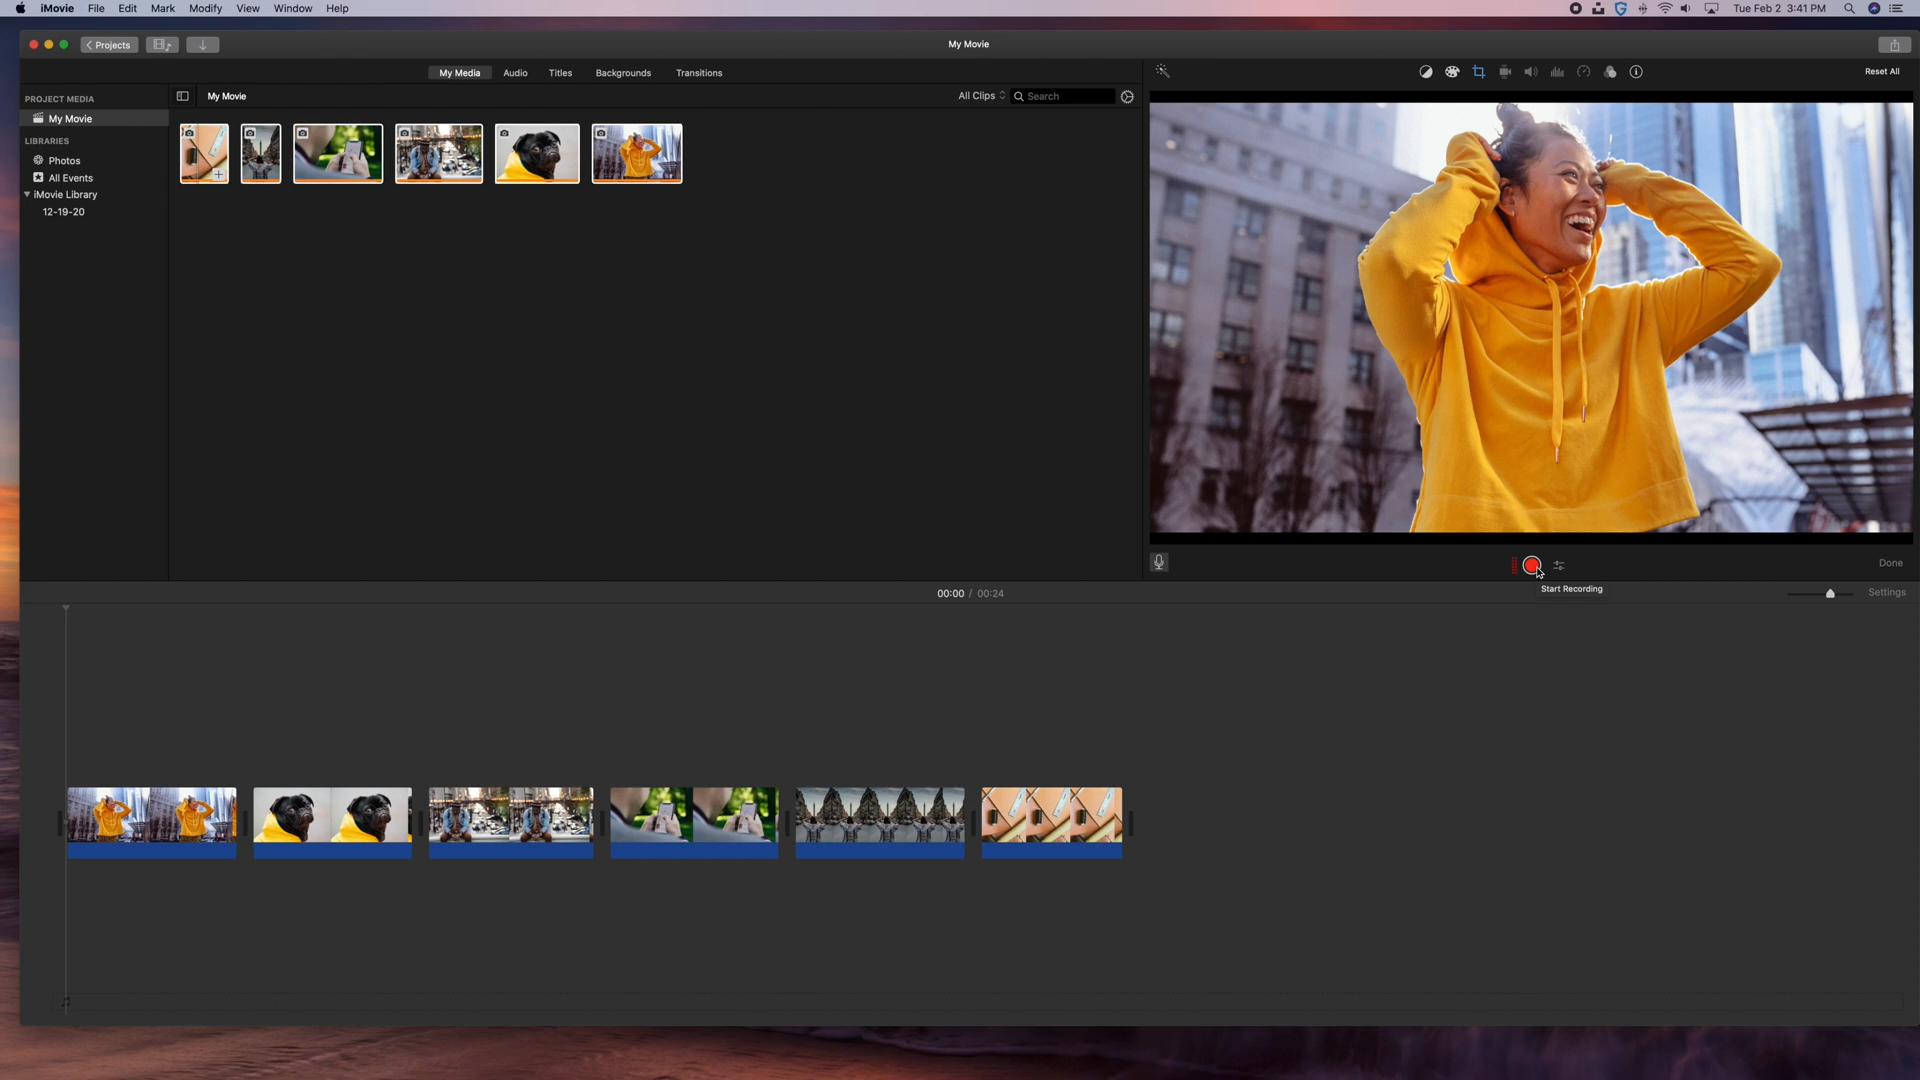 iMovie File Edit Mark Modify View Window Help
Tue Feb 2 3:41 PM
Projects
My Movie
My Media Audio Titles Backgrounds Transitions
Reset All
PROJECT MEDIA
My Movie
LIBRARIES
Photos
All Events
iMovie Library
12-19-20
My Movie
All Clips
Search
Done
Start Recording
00:00 / 00:24
Settings